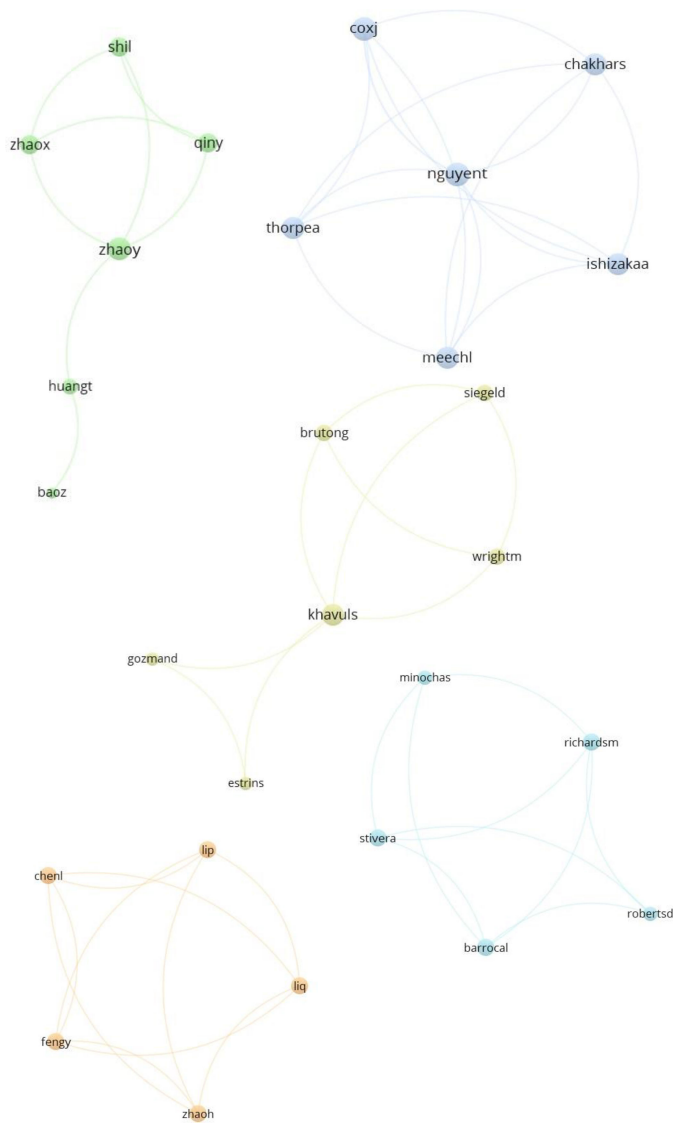 coxj
shil
chakhars
zhaox
qiny
nguyent
thorpea
zhaoy
ishizakaa
meechl
huangt
siegeld
brutong
baoz
wrightm
khavuls
gozmand
minochas
richardsm
estrins
stivera
lip
chenl
robertsd
barrocal
liq
fengy
zhaoh